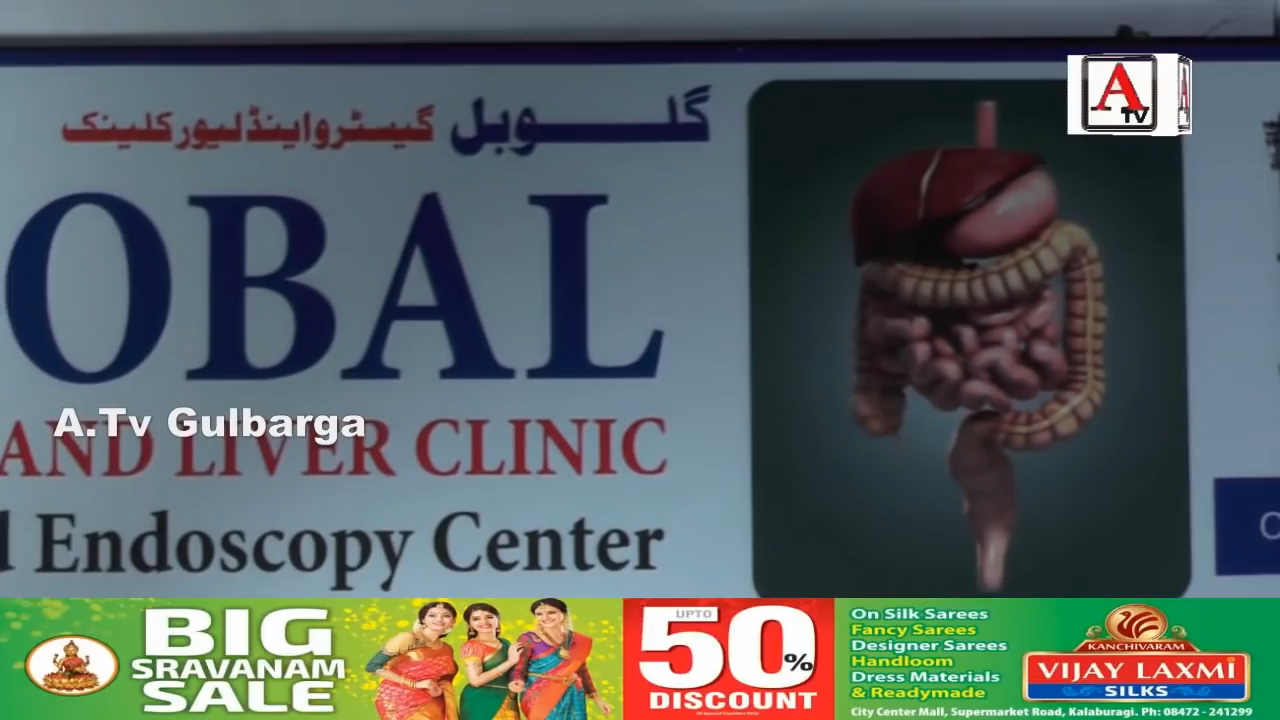 گلوبل گیسٹرو اینڈ لیور کلینک
OBAL
AND LIVER CLINIC
Endoscopy Center
A
TV
A.Tv Gulbarga
BIG
SRAVANAM
SALE
UPTO
50%
DISCOUNT
On Silk Sarees
Fancy Sarees
Designer Sarees
Handloom
Dress Materials
& Readymade
KANCHIVARAM
VIJAY LAXMI
SILKS
City Center Mall, Supermarket Road, Kalaburagi. Ph: 08472 - 241299